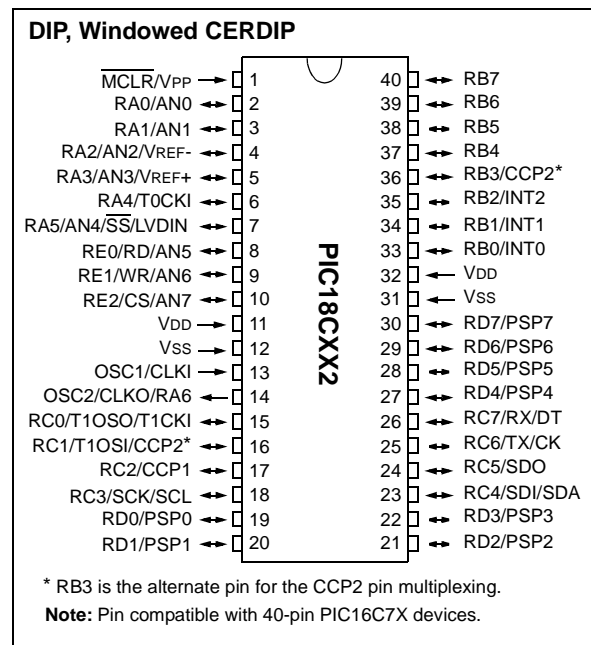 DIP, Windowed CERDIP
MCLR/VPP 1 40 RB7
RA0/AN0 2 39 RB6
RA1/AN1 3 38 RB5
RA2/AN2/VREF- 4 37 RB4
RA3/AN3/VREF+ 5 36 RB3/CCP2*
RA4/T0CKI 6 35 RB2/INT2
RA5/AN4/SS/LVDIN 7 34 RB1/INT1
RE0/RD/AN5 8 33 RB0/INT0
RE1/WR/AN6 9 32 VDD
RE2/CS/AN7 10 31 VSS
VDD 11 30 RD7/PSP7
VSS 12 29 RD6/PSP6
OSC1/CLKI 13 28 RD5/PSP5
OSC2/CLKO/RA6 14 27 RD4/PSP4
RC0/T1OSO/T1CKI 15 26 RC7/RX/DT
RC1/T1OSI/CCP2* 16 25 RC6/TX/CK
RC2/CCP1 17 24 RC5/SDO
RC3/SCK/SCL 18 23 RC4/SDI/SDA
RD0/PSP0 19 22 RD3/PSP3
RD1/PSP1 20 21 RD2/PSP2
PIC18CXX2
* RB3 is the alternate pin for the CCP2 pin multiplexing.
Note: Pin compatible with 40-pin PIC16C7X devices.